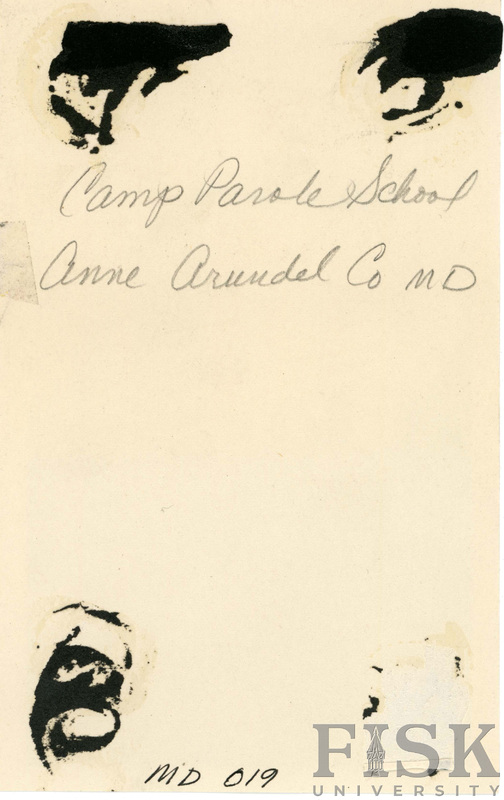 Camp Parole School
Anne Arundel Co MD
MD 019
FISK
UNIVERSITY